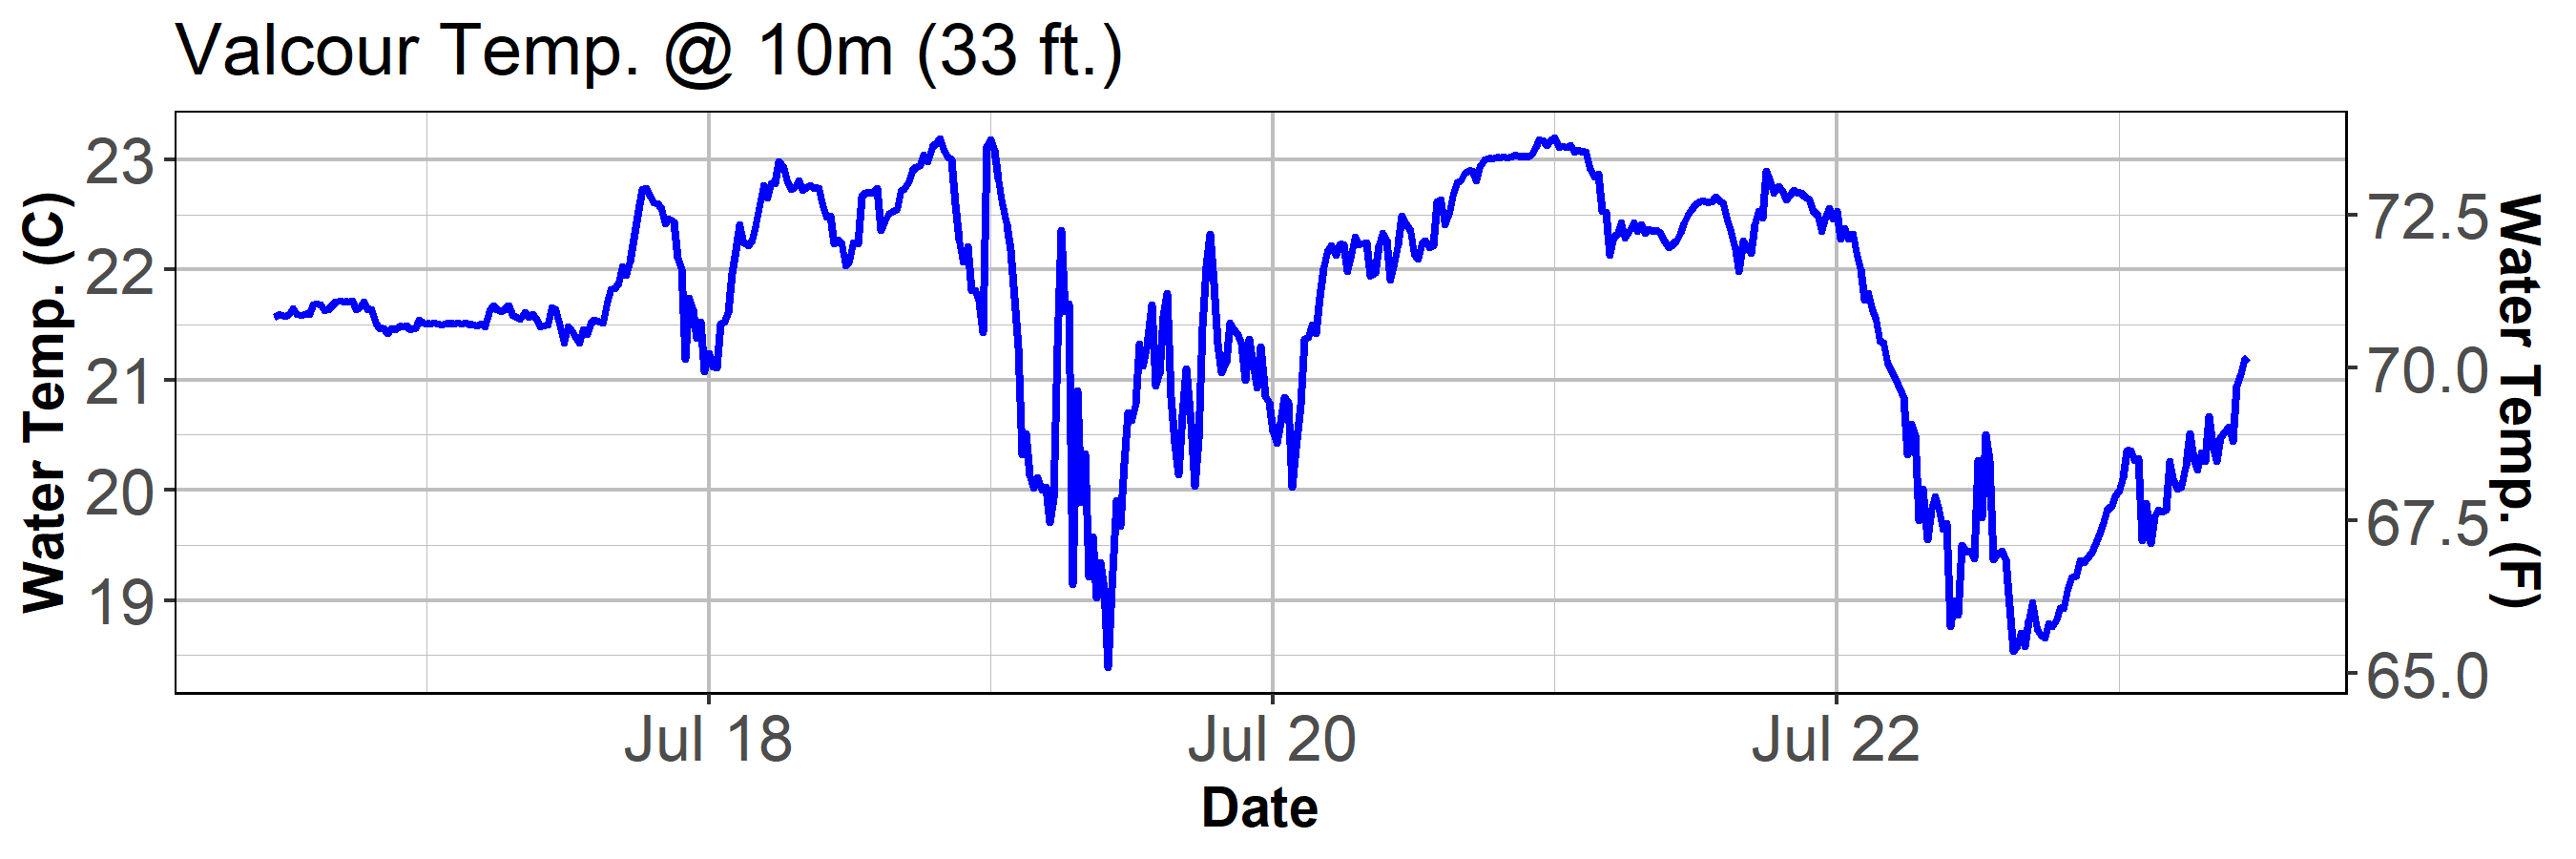 Valcour Temp. @ 10m (33 ft.)
Water Temp. (C)
23
22
21
20
19
72.5
70.0
67.5
65.0
Water Temp. (F)
Jul 18 Jul 20 Jul 22
Date